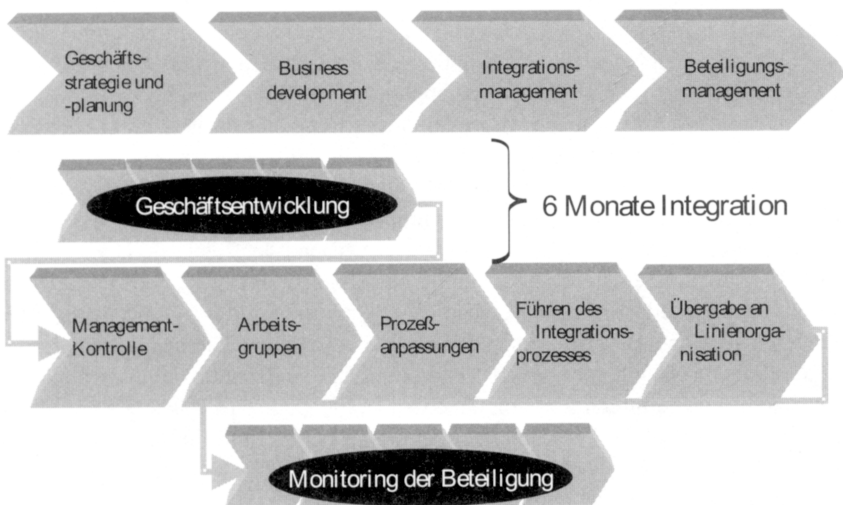 Geschäfts-
strategie und
-planung
Business
development
Integrations-
management
Beteiligungs-
management
Geschäftsentwicklung
6 Monate Integration
Management-
Kontrolle
Arbeits-
gruppen
Prozeß-
anpassungen
Führen des
Integrations-
prozesses
Übergabe an
Linienorga-
nisation
Monitoring der Beteiligung